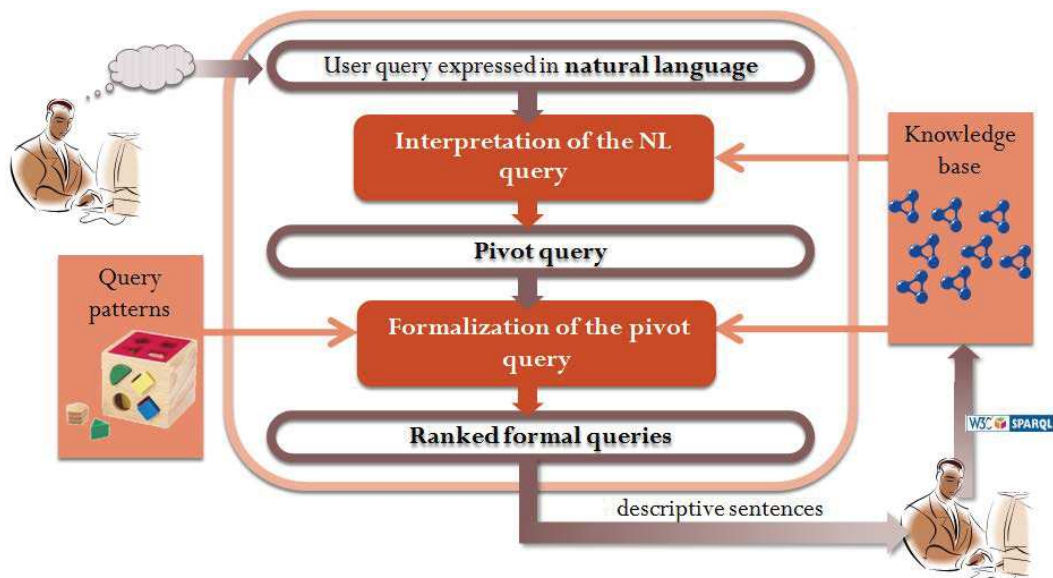 User query expressed in natural language
Interpretation of the NL
query
Knowledge
base
Pivot query
Query
patterns
Formalization of the pivot
query
Ranked formal queries
W3C SPARQL
descriptive sentences